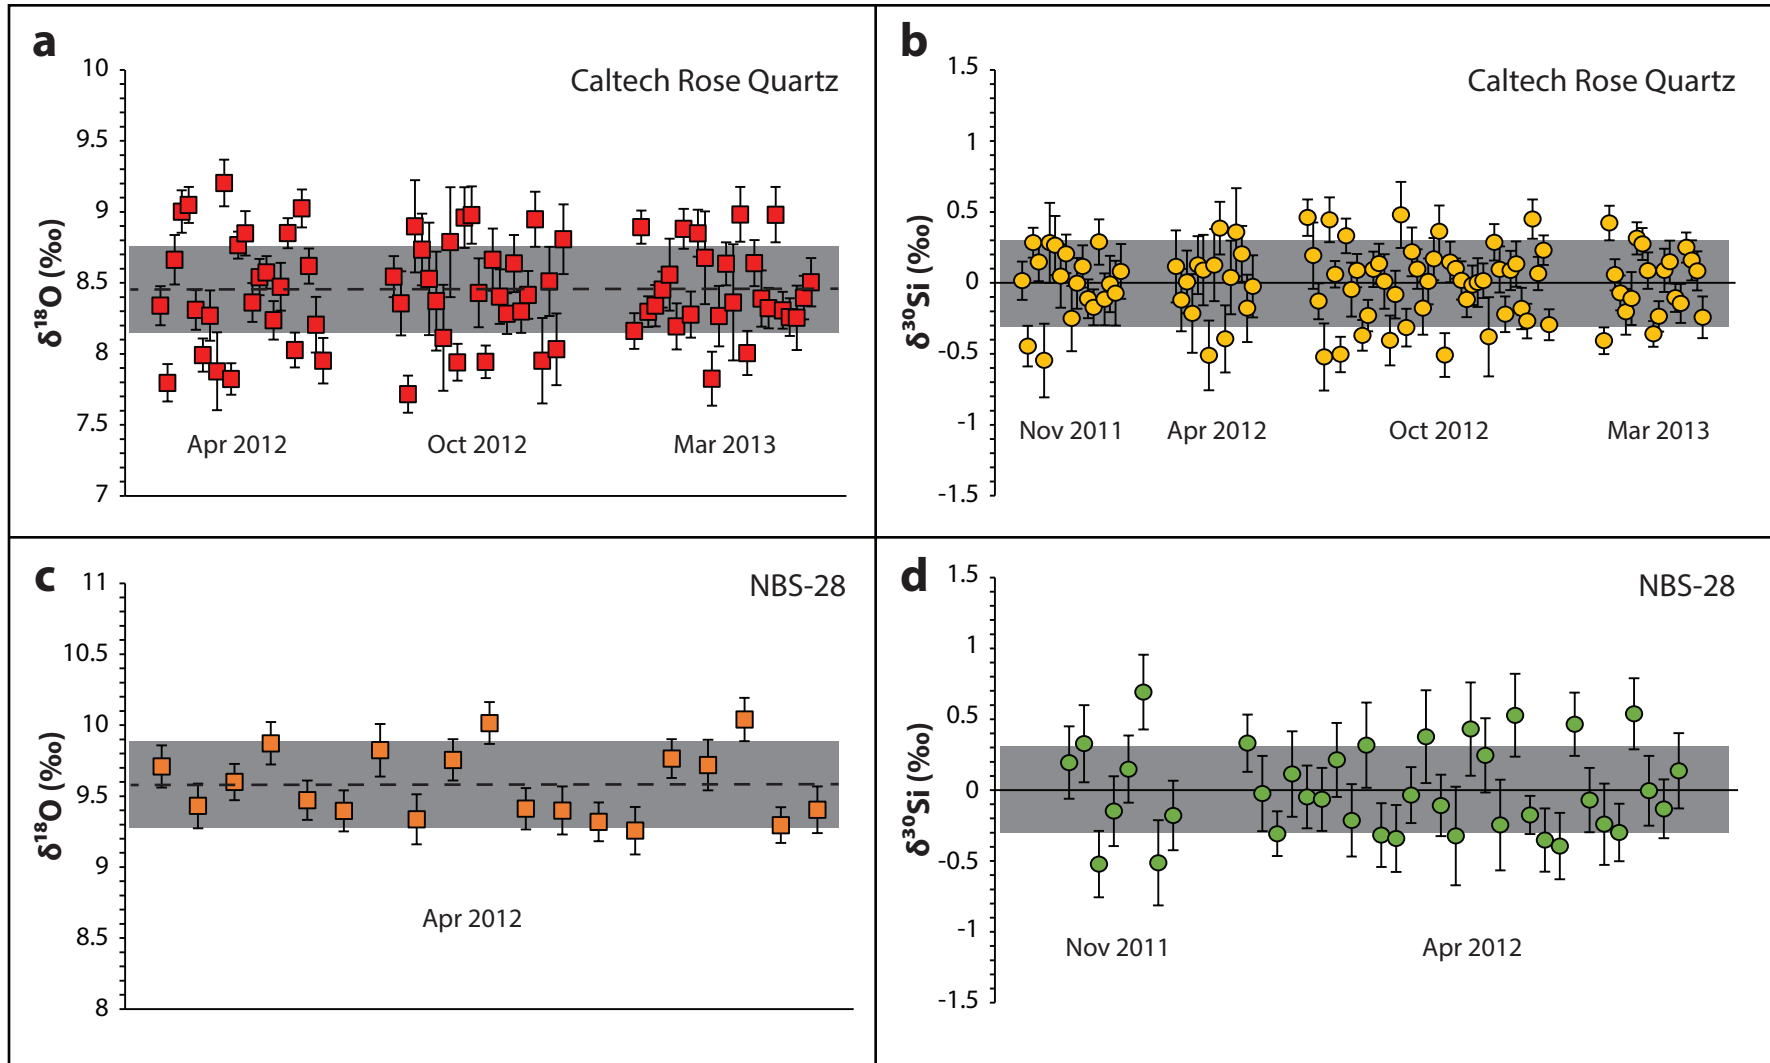 a
Caltech Rose Quartz
10
9.5
9
8.5
8
7.5
7
δ¹⁸O (‰)
Apr 2012
Oct 2012
Mar 2013
b
Caltech Rose Quartz
1.5
1
0.5
0
-0.5
-1
-1.5
δ³⁰Si (‰)
Nov 2011
Apr 2012
Oct 2012
Mar 2013
c
NBS-28
11
10.5
10
9.5
9
8.5
8
δ¹⁸O (‰)
Apr 2012
d
NBS-28
1.5
1
0.5
0
-0.5
-1
-1.5
δ³⁰Si (‰)
Nov 2011
Apr 2012